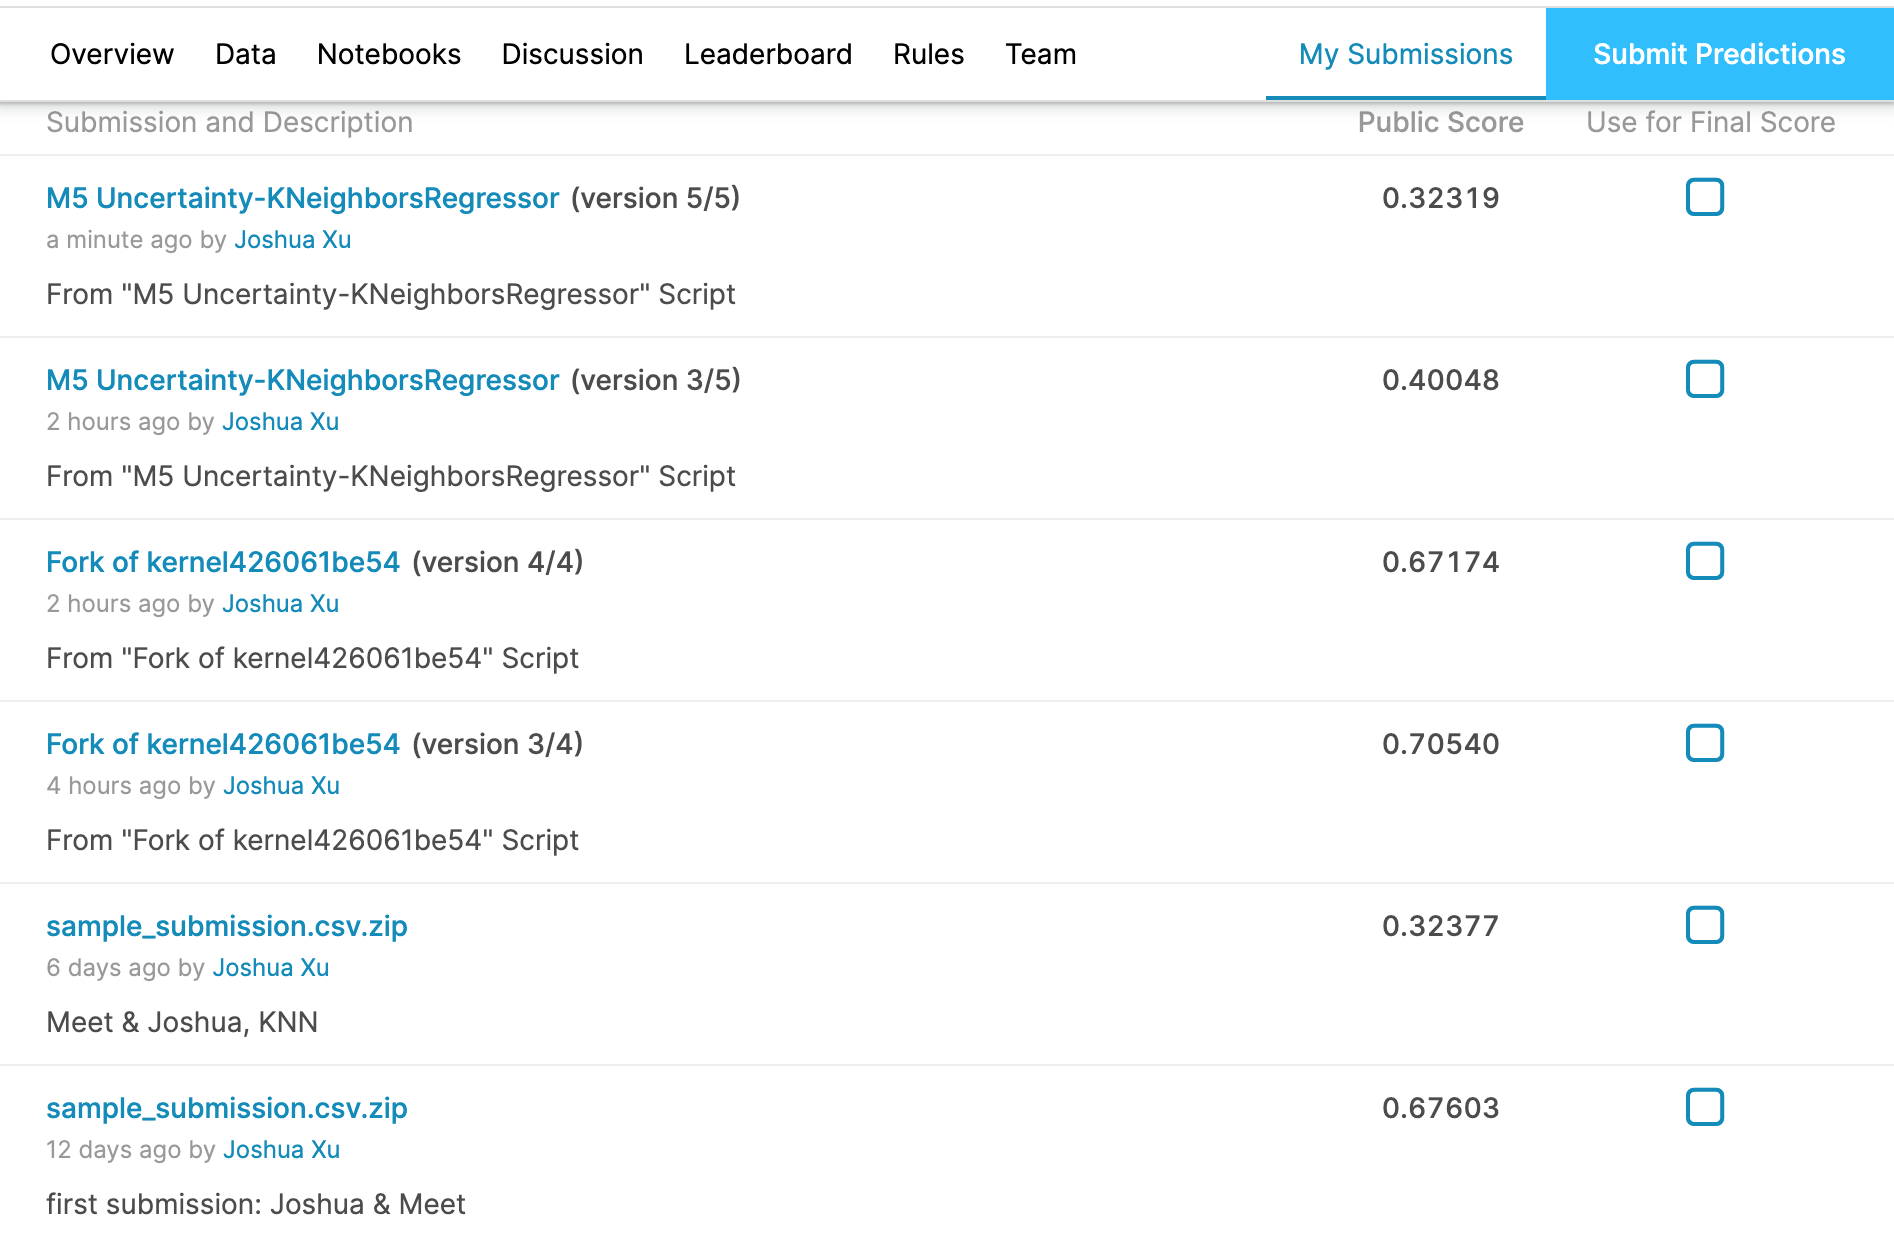 Overview Data Notebooks Discussion Leaderboard Rules Team My Submissions Submit Predictions
Submission and Description Public Score Use for Final Score
M5 Uncertainty-KNeighborsRegressor (version 5/5) 0.32319
a minute ago by Joshua Xu
From "M5 Uncertainty-KNeighborsRegressor" Script
M5 Uncertainty-KNeighborsRegressor (version 3/5) 0.40048
2 hours ago by Joshua Xu
From "M5 Uncertainty-KNeighborsRegressor" Script
Fork of kernel426061be54 (version 4/4) 0.67174
2 hours ago by Joshua Xu
From "Fork of kernel426061be54" Script
Fork of kernel426061be54 (version 3/4) 0.70540
4 hours ago by Joshua Xu
From "Fork of kernel426061be54" Script
sample_submission.csv.zip 0.32377
6 days ago by Joshua Xu
Meet & Joshua, KNN
sample_submission.csv.zip 0.67603
12 days ago by Joshua Xu
first submission: Joshua & Meet